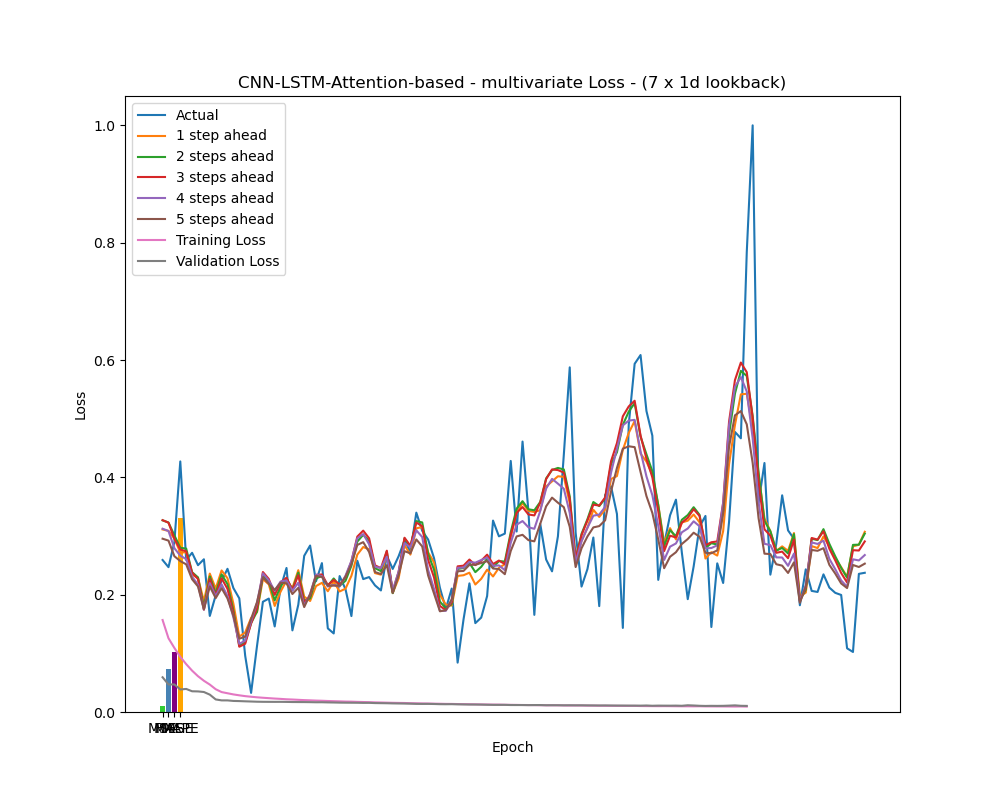 CNN-LSTM-Attention-based - multivariate Loss - (7 x 1d lookback)
Actual
1 step ahead
2 steps ahead
3 steps ahead
4 steps ahead
5 steps ahead
Training Loss
Validation Loss
1.0
0.8
0.6
0.4
0.2
0.0
Loss
Epoch